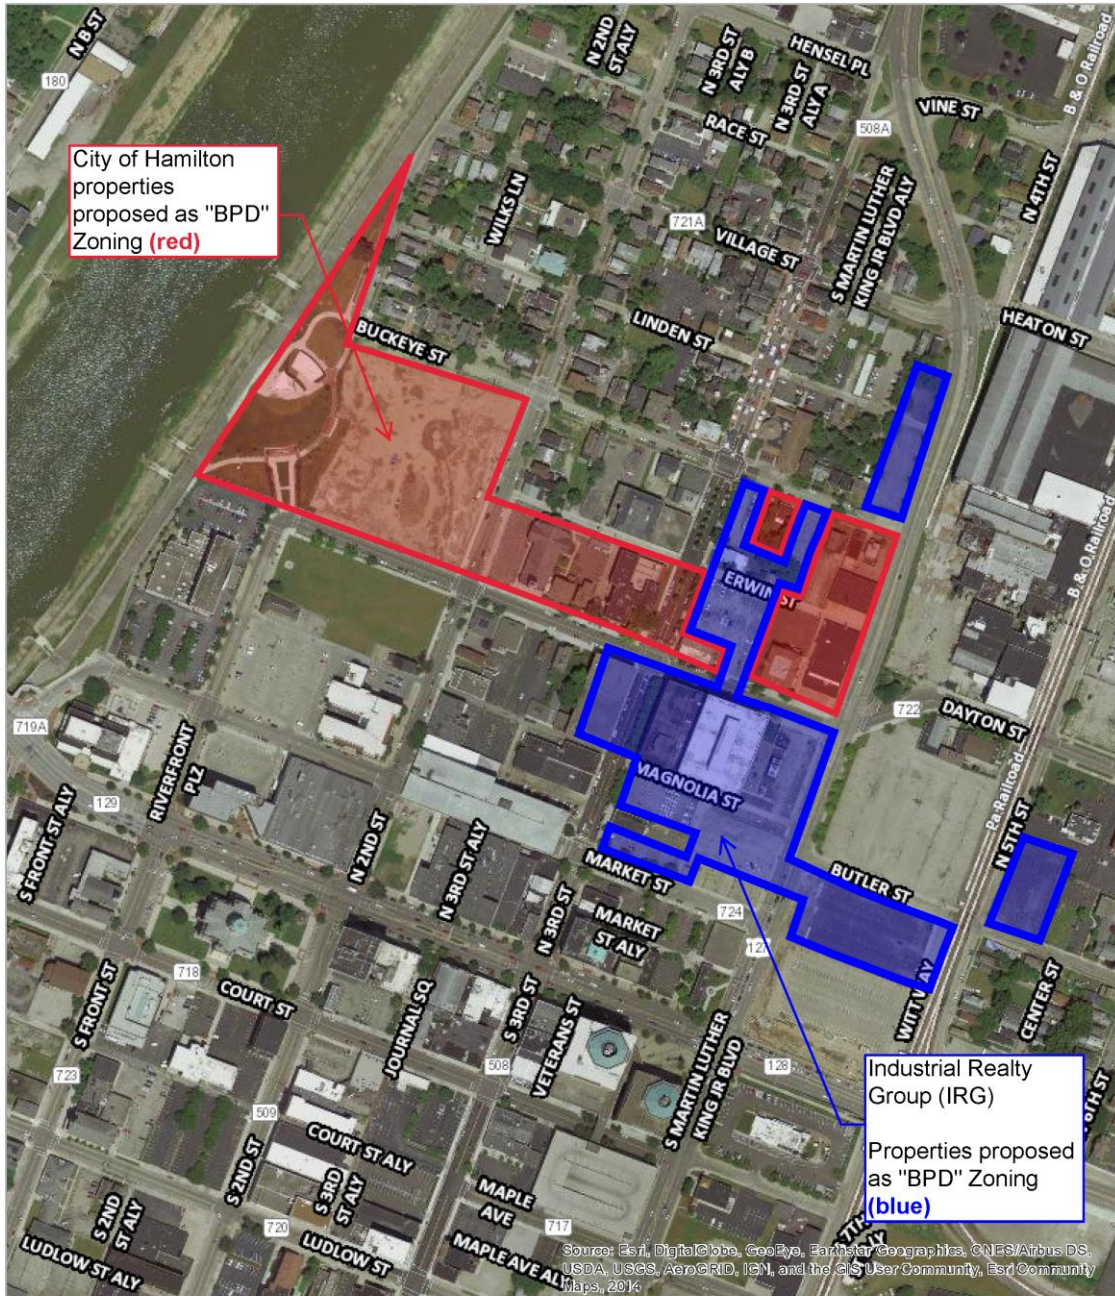 N B ST
180
N 2ND
ST ALY
N 3RD ST
ALY B
HENSEL PL
N 3RD ST
ALY A
RACE ST
508A
VINE ST
B & O Railroad
N 4TH ST
City of Hamilton
properties
proposed as "BPD"
Zoning (red)
WILKS LN
721A
VILLAGE ST
S MARTIN LUTHER
KING JR BLVD ALY
LINDEN ST
HEATON ST
BUCKEYE ST
B & O Railroad
ERWIN ST
722
DAYTON ST
719A
RIVERFRONT
PLZ
129
S FRONT ST ALY
MAGNOLIA ST
Pa Railroad
N 5TH ST
N 2ND ST
N 3RD ST ALY
MARKET ST
BUTLER ST
N 3RD ST
MARKET
ST ALY
724
127
WITT WAY
CENTER ST
718
COURT ST
S FRONT ST
JOURNAL SQ
S 3RD ST
VETERANS ST
S MARTIN LUTHER
KING JR BLVD
128
508
723
509
Industrial Realty
Group (IRG)
Properties proposed
as "BPD" Zoning
(blue)
COURT ST ALY
S 2ND ST
S 3RD
ST ALY
MAPLE
AVE
717
S 2ND
ST ALY
720
LUDLOW ST
LUDLOW ST ALY
MAPLE AVE ALY
Source: Esri, DigitalGlobe, GeoEye, Earthstar Geographics, CNES/Airbus DS,
USDA, USGS, AeroGRID, IGN, and the GIS User Community, Esri Community
Maps, 2014